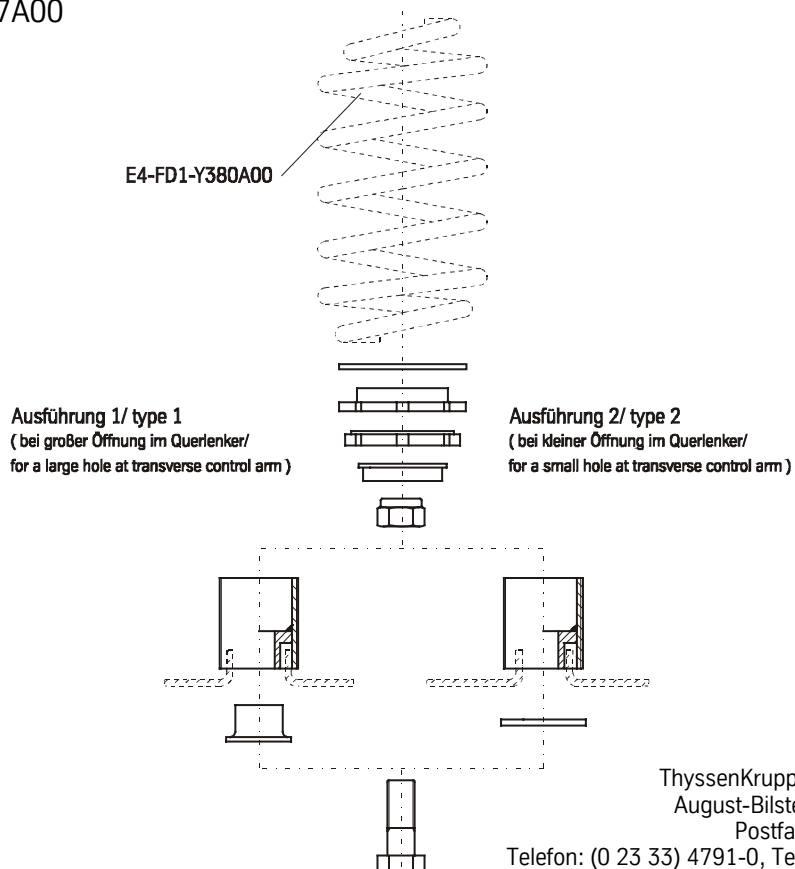 7A00
E4-FD1-Y380A00
Ausführung 1/ type 1
( bei großer Öffnung im Querlenker/
for a large hole at transverse control arm )
Ausführung 2/ type 2
( bei kleiner Öffnung im Querlenker/
for a small hole at transverse control arm )
ThyssenKrupp
August-Bilste
Postfa
Telefon: (0 23 33) 4791-0, Te